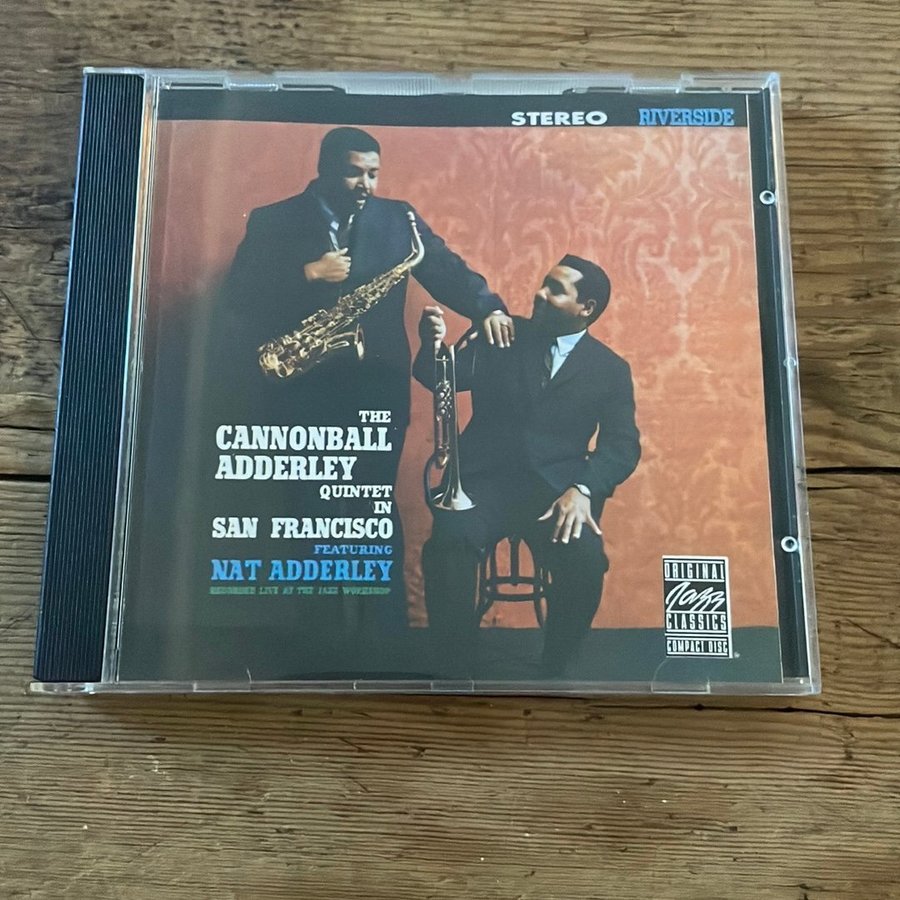 STEREO RIVERSIDE
THE
CANNONBALL
ADDERLEY
QUINTET
IN
SAN FRANCISCO
FEATURING
NAT ADDERLEY
RECORDED LIVE AT THE JAZZ WORKSHOP
ORIGINAL
Jazz
CLASSICS
COMPACT DISC